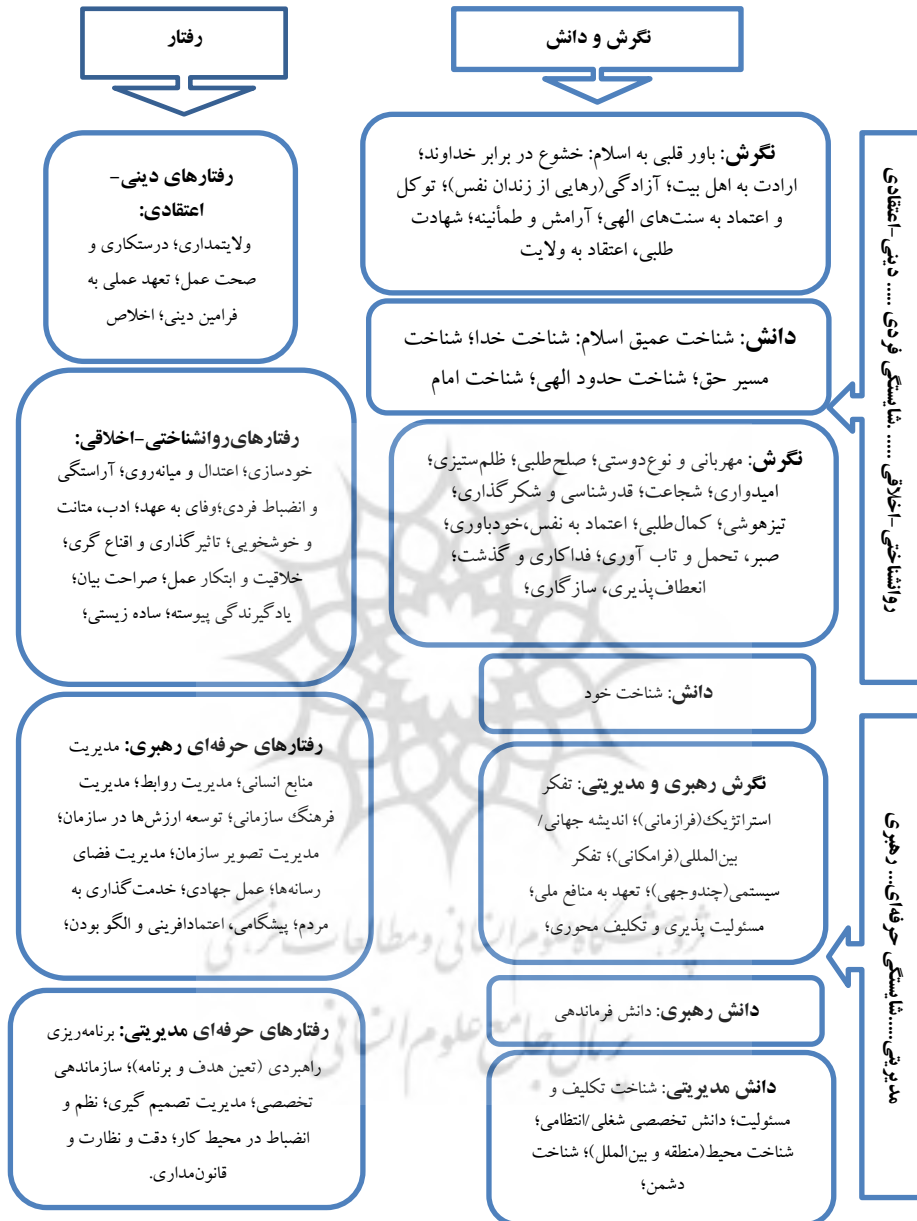 نگرش و دانش
رفتار
نگرش: باور قلبی به اسلام: خشوع در برابر خداوند؛
ارادت به اهل بیت؛ آزادگی(رهایی از زندان نفس)؛ توکل
و اعتماد به سنت‌های الهی؛ آرامش و طمأنینه؛ شهادت
طلبی، اعتقاد به ولایت
دانش: شناخت عمیق اسلام: شناخت خدا؛ شناخت
مسیر حق؛ شناخت حدود الهی؛ شناخت امام
نگرش: مهربانی و نوع‌دوستی؛ صلح‌طلبی؛ ظلم‌ستیزی؛
امیدواری؛ شجاعت؛ قدرشناسی و شکرگذاری؛
تیزهوشی؛ کمال‌طلبی؛ اعتماد به نفس،خودباوری؛
صبر، تحمل و تاب آوری؛ فداکاری و گذشت؛
انعطاف‌پذیری، سازگاری؛
دانش: شناخت خود
رفتارهای دینی-
اعتقادی:
ولایتمداری؛ درستکاری و
صحت عمل؛ تعهد عملی به
فرامین دینی؛ اخلاص
رفتارهای‌روانشناختی-اخلاقی:
خودسازی؛ اعتدال و میانه‌روی؛ آراستگی
و انضباط فردی؛وفای به عهد؛ ادب، متانت
و خوشخویی؛ تاثیرگذاری و اقناع گری؛
خلاقیت و ابتکار عمل؛ صراحت بیان؛
یادگیرندگی پیوسته؛ ساده زیستی؛
روانشناختی-اخلاقی ..... .شایستگی فردی ..... دینی-اعتقادی
نگرش رهبری و مدیریتی: تفکر
استراتژیک(فرازمانی)؛ اندیشه جهانی/
بین‌المللی(فرامکانی)؛ تفکر
سیستمی(چندوجهی)؛ تعهد به منافع ملی؛
مسئولیت پذیری و تکلیف محوری؛
دانش رهبری: دانش فرماندهی
دانش مدیریتی: شناخت تکلیف و
مسئولیت؛ دانش تخصصی شغلی/انتظامی؛
شناخت محیط(منطقه و بین‌الملل)؛ شناخت
دشمن؛
رفتارهای حرفه‌ای رهبری: مدیریت
منابع انسانی؛ مدیریت روابط؛ مدیریت
فرهنگ سازمانی؛ توسعه ارزش‌ها در سازمان؛
مدیریت تصویر سازمان؛ مدیریت فضای
رسانه‌ها؛ عمل جهادی؛ خدمت‌گذاری به
مردم؛ پیشگامی، اعتمادافرینی و الگو بودن؛
رفتارهای حرفه‌ای مدیریتی: برنامه‌ریزی
راهبردی (تعین هدف و برنامه)؛ سازماندهی
تخصصی؛ مدیریت تصمیم گیری؛ نظم و
انضباط در محیط کار؛ دقت و نظارت و
قانون‌مداری.
مدیریتی.....شایستگی حرفه‌ای... رهبری
پژوهشگاه علوم انسانی و مطالعات فرهنگی
پرتال جامع علوم انسانی